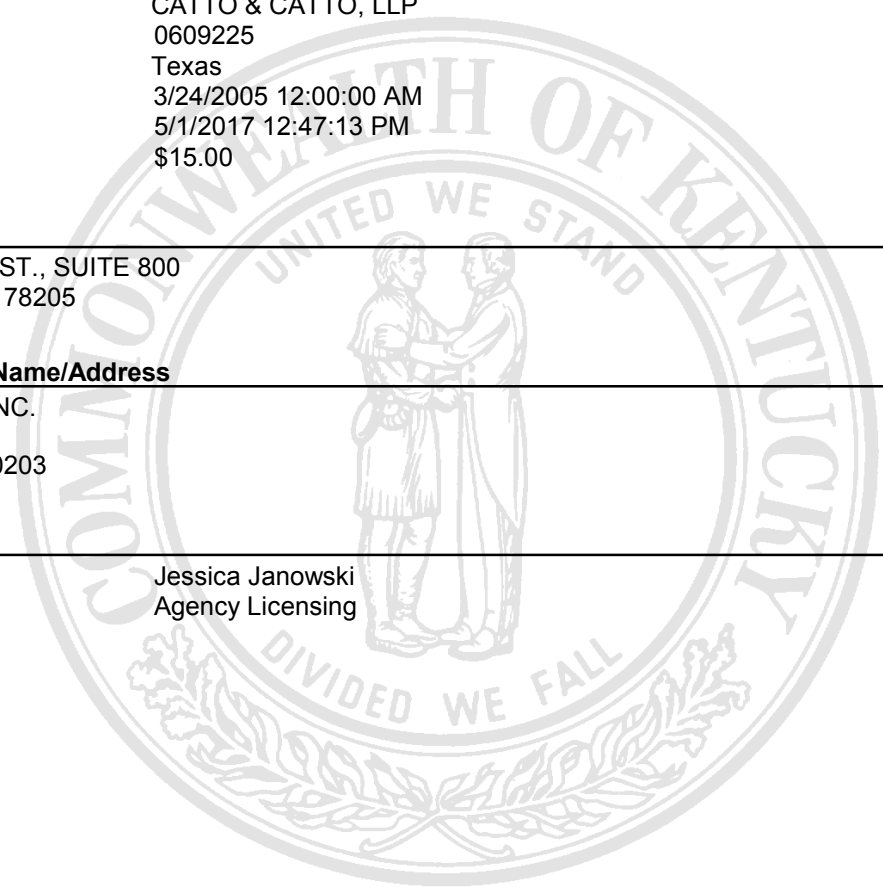 CATTO & CATTO, LLP
0609225
Texas
3/24/2005 12:00:00 AM
5/1/2017 12:47:13 PM
$15.00
ST., SUITE 800
78205
Name/Address
NC.
0203
Jessica Janowski
Agency Licensing
COMMONWEALTH OF KENTUCKY
UNITED WE STAND
DIVIDED WE FALL